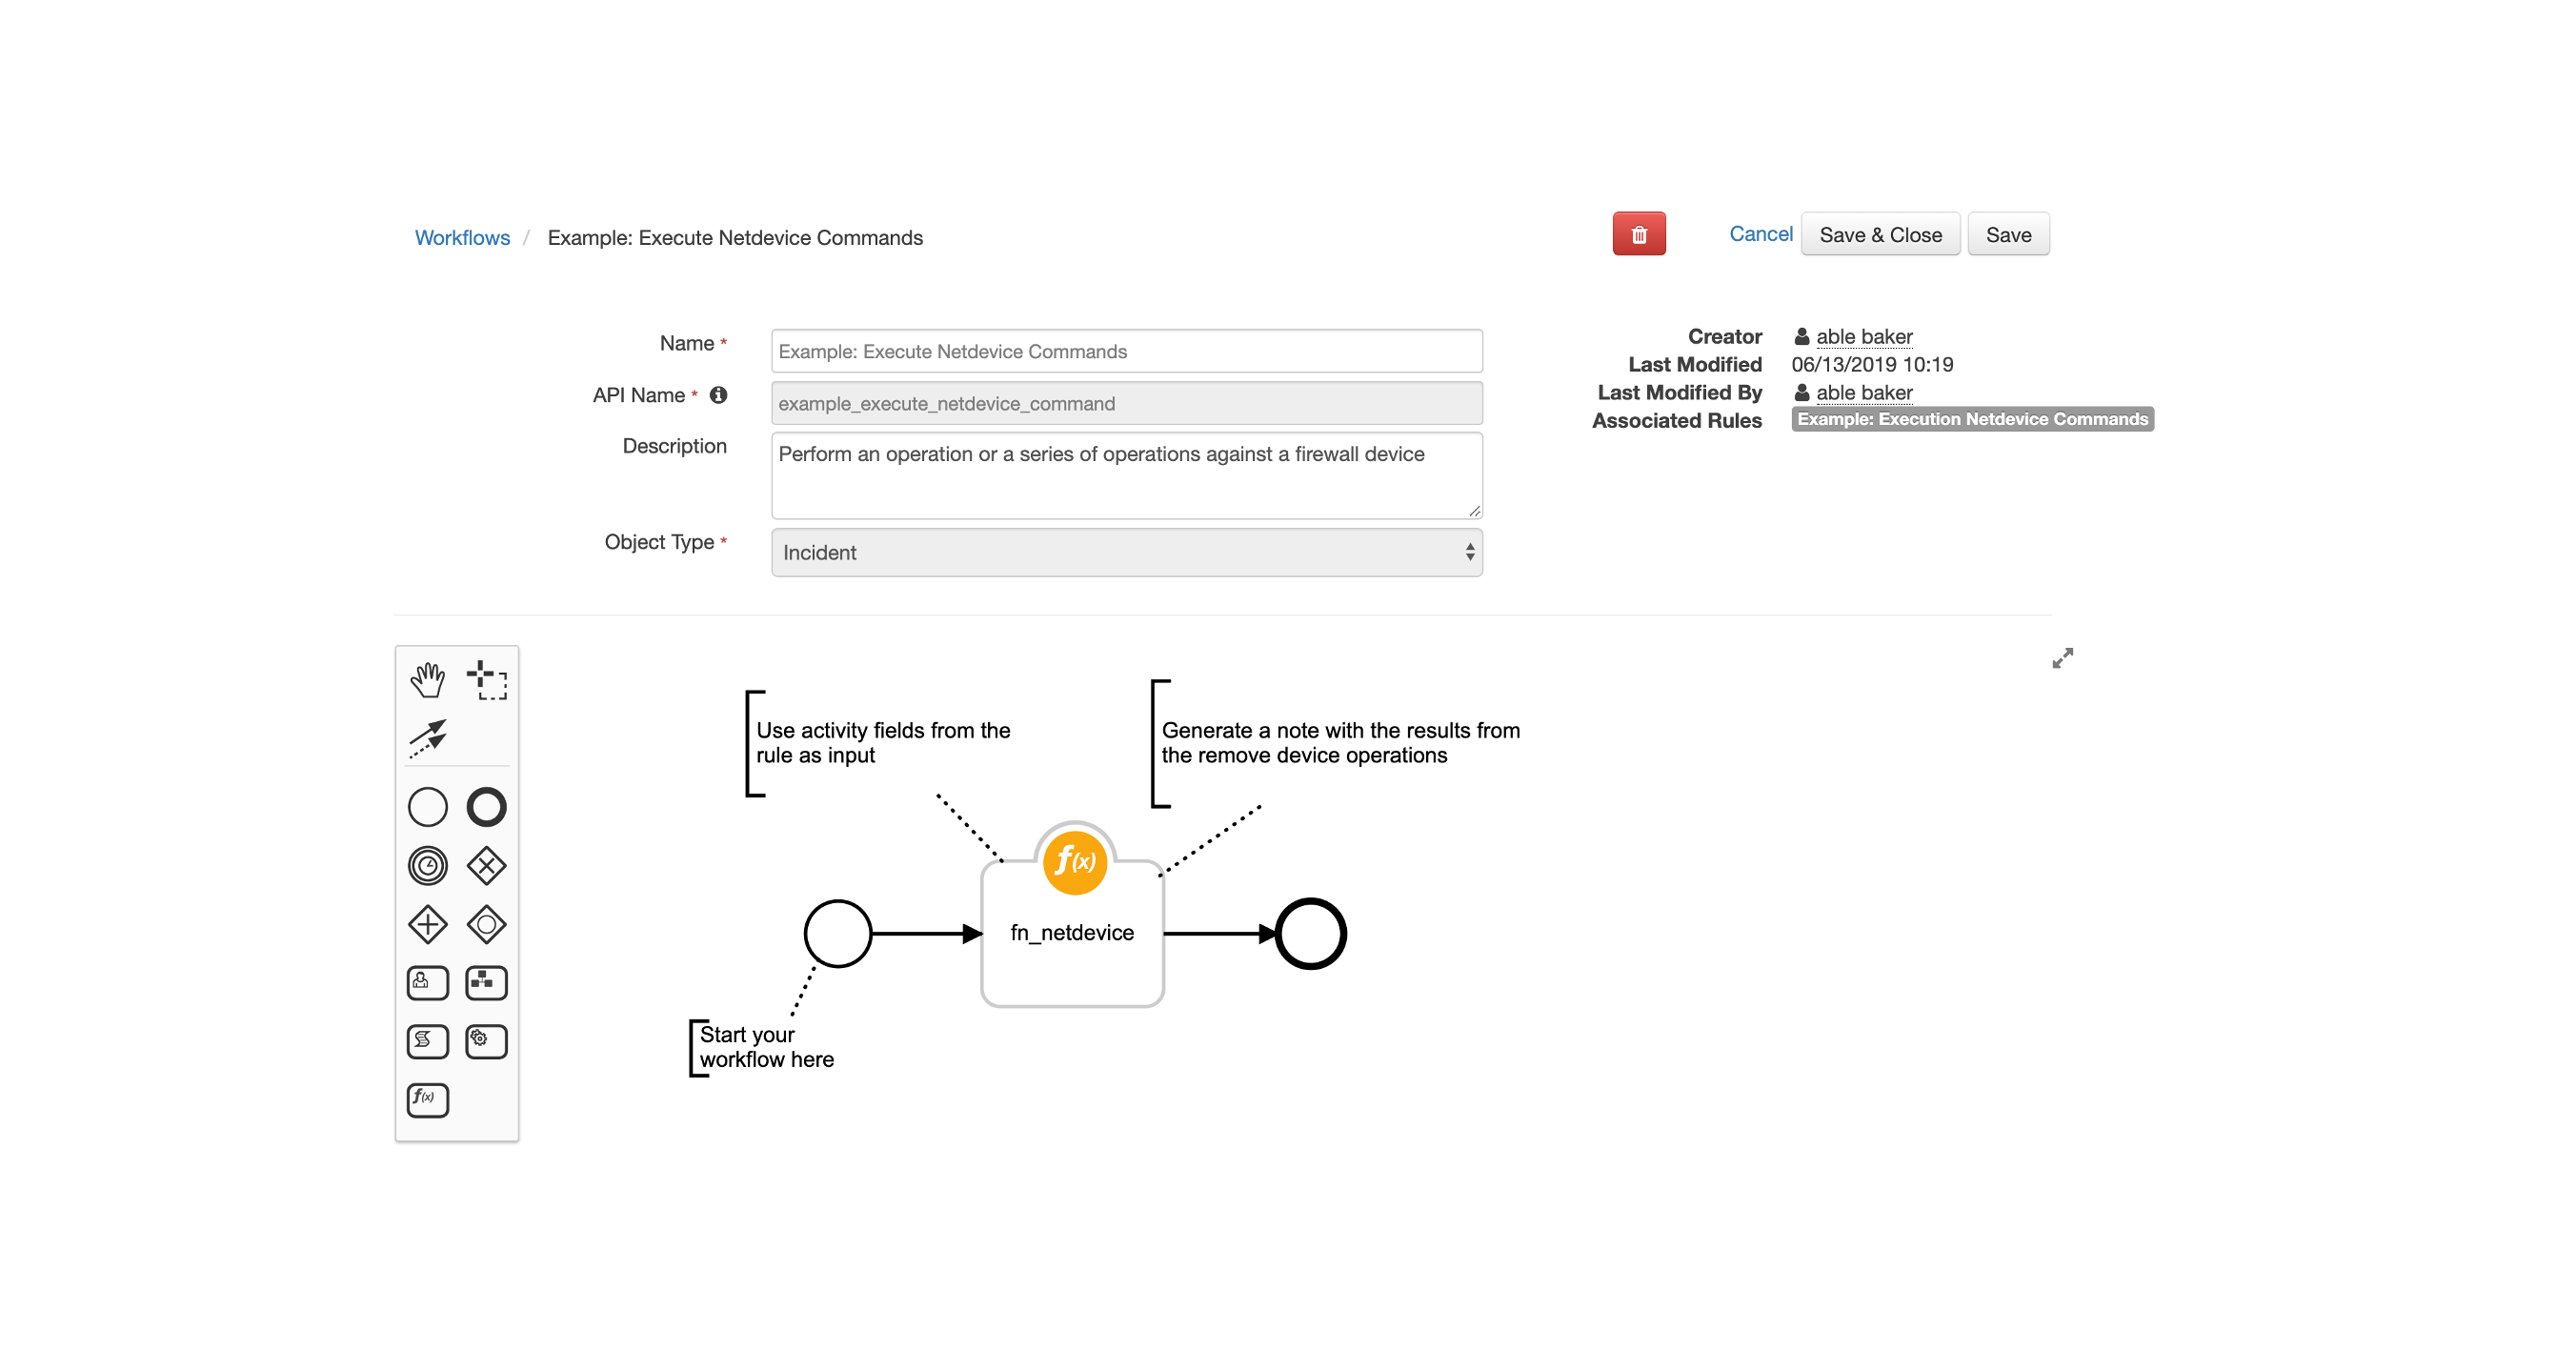 Workflows / Example: Execute Netdevice Commands
Cancel Save & Close Save
Name * Example: Execute Netdevice Commands
API Name * example_execute_netdevice_command
Description Perform an operation or a series of operations against a firewall device
Object Type * Incident
Creator able baker
Last Modified 06/13/2019 10:19
Last Modified By able baker
Associated Rules Example: Execution Netdevice Commands
Use activity fields from the
rule as input
Generate a note with the results from
the remove device operations
f(x)
fn_netdevice
Start your
workflow here
f(x)